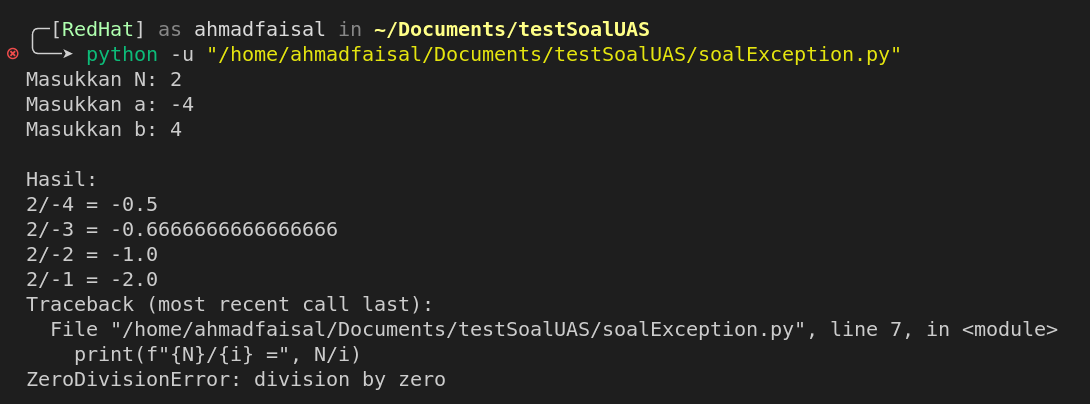 [RedHat] as ahmadfaisal in ~/Documents/testSoalUAS
python -u "/home/ahmadfaisal/Documents/testSoalUAS/soalException.py"
Masukkan N: 2
Masukkan a: -4
Masukkan b: 4
Hasil:
2/-4 = -0.5
2/-3 = -0.6666666666666666
2/-2 = -1.0
2/-1 = -2.0
Traceback (most recent call last):
  File "/home/ahmadfaisal/Documents/testSoalUAS/soalException.py", line 7, in <module>
    print(f"{N}/{i} =", N/i)
ZeroDivisionError: division by zero